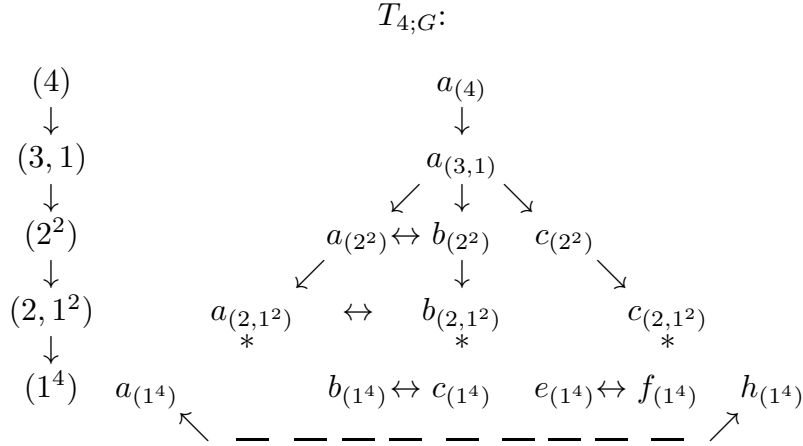 T_{4;G}:
(4) a_{(4)}
↓ ↓
(3, 1) a_{(3,1)}
↓ ↙ ↓ ↘
(2^2) a_{(2^2)} ↔ b_{(2^2)} c_{(2^2)}
↓ ↙ ↓ ↘
(2, 1^2) a_{(2,1^2)} ↔ b_{(2,1^2)} c_{(2,1^2)}
↓ * * *
(1^4) a_{(1^4)} b_{(1^4)} ↔ c_{(1^4)} e_{(1^4)} ↔ f_{(1^4)} h_{(1^4)}